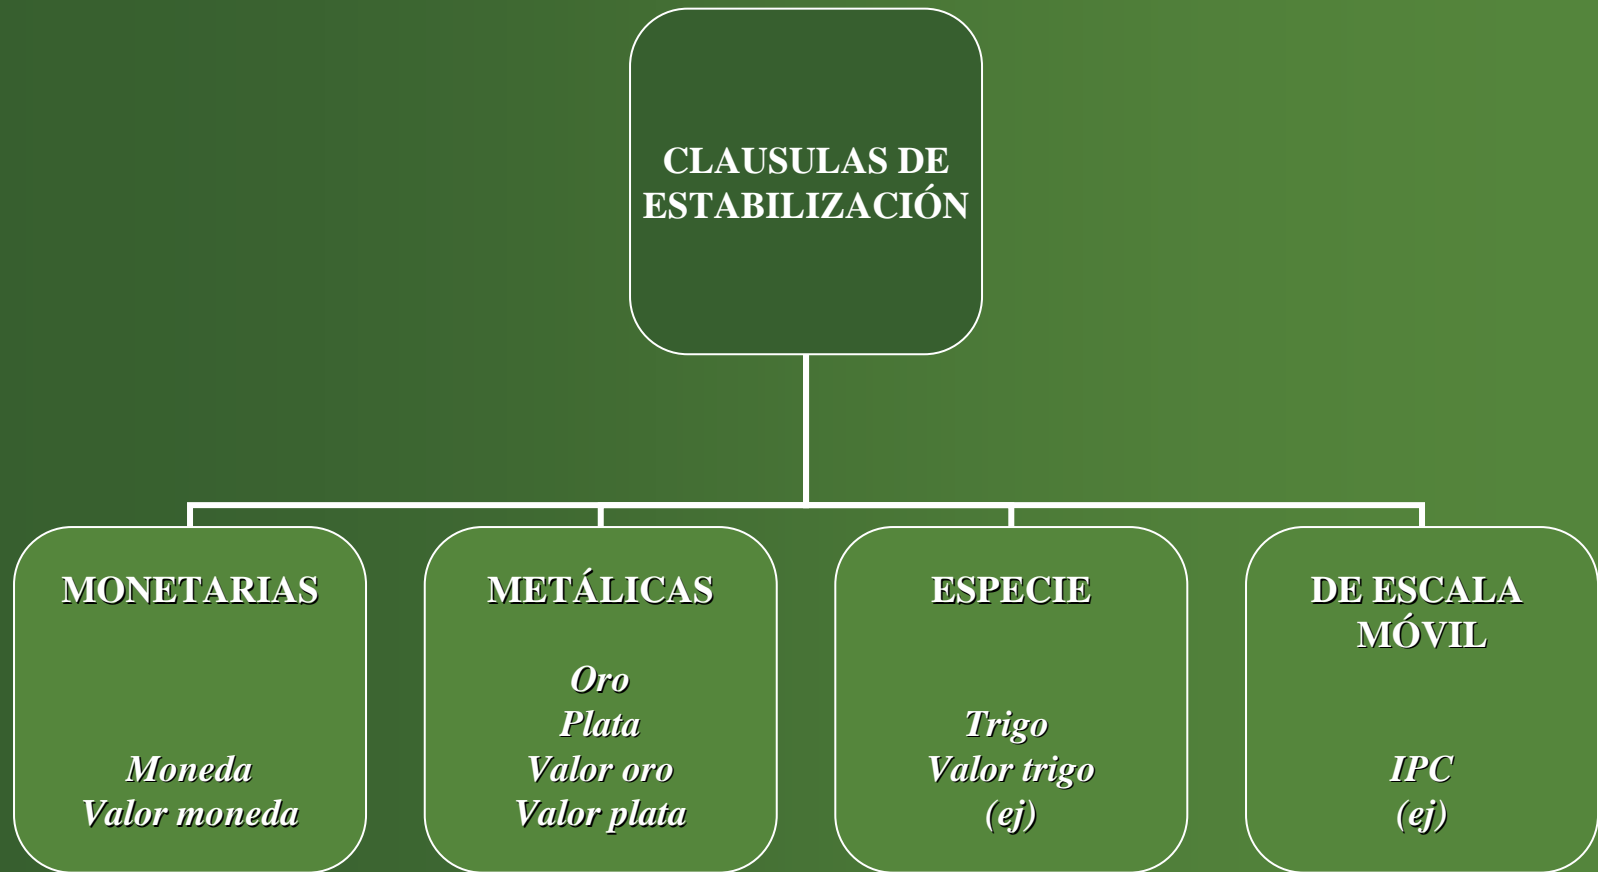 CLAUSULAS DE
ESTABILIZACIÓN
MONETARIAS
Moneda
Valor moneda
METÁLICAS
Oro
Plata
Valor oro
Valor plata
ESPECIE
Trigo
Valor trigo
(ej)
DE ESCALA
MÓVIL
IPC
(ej)